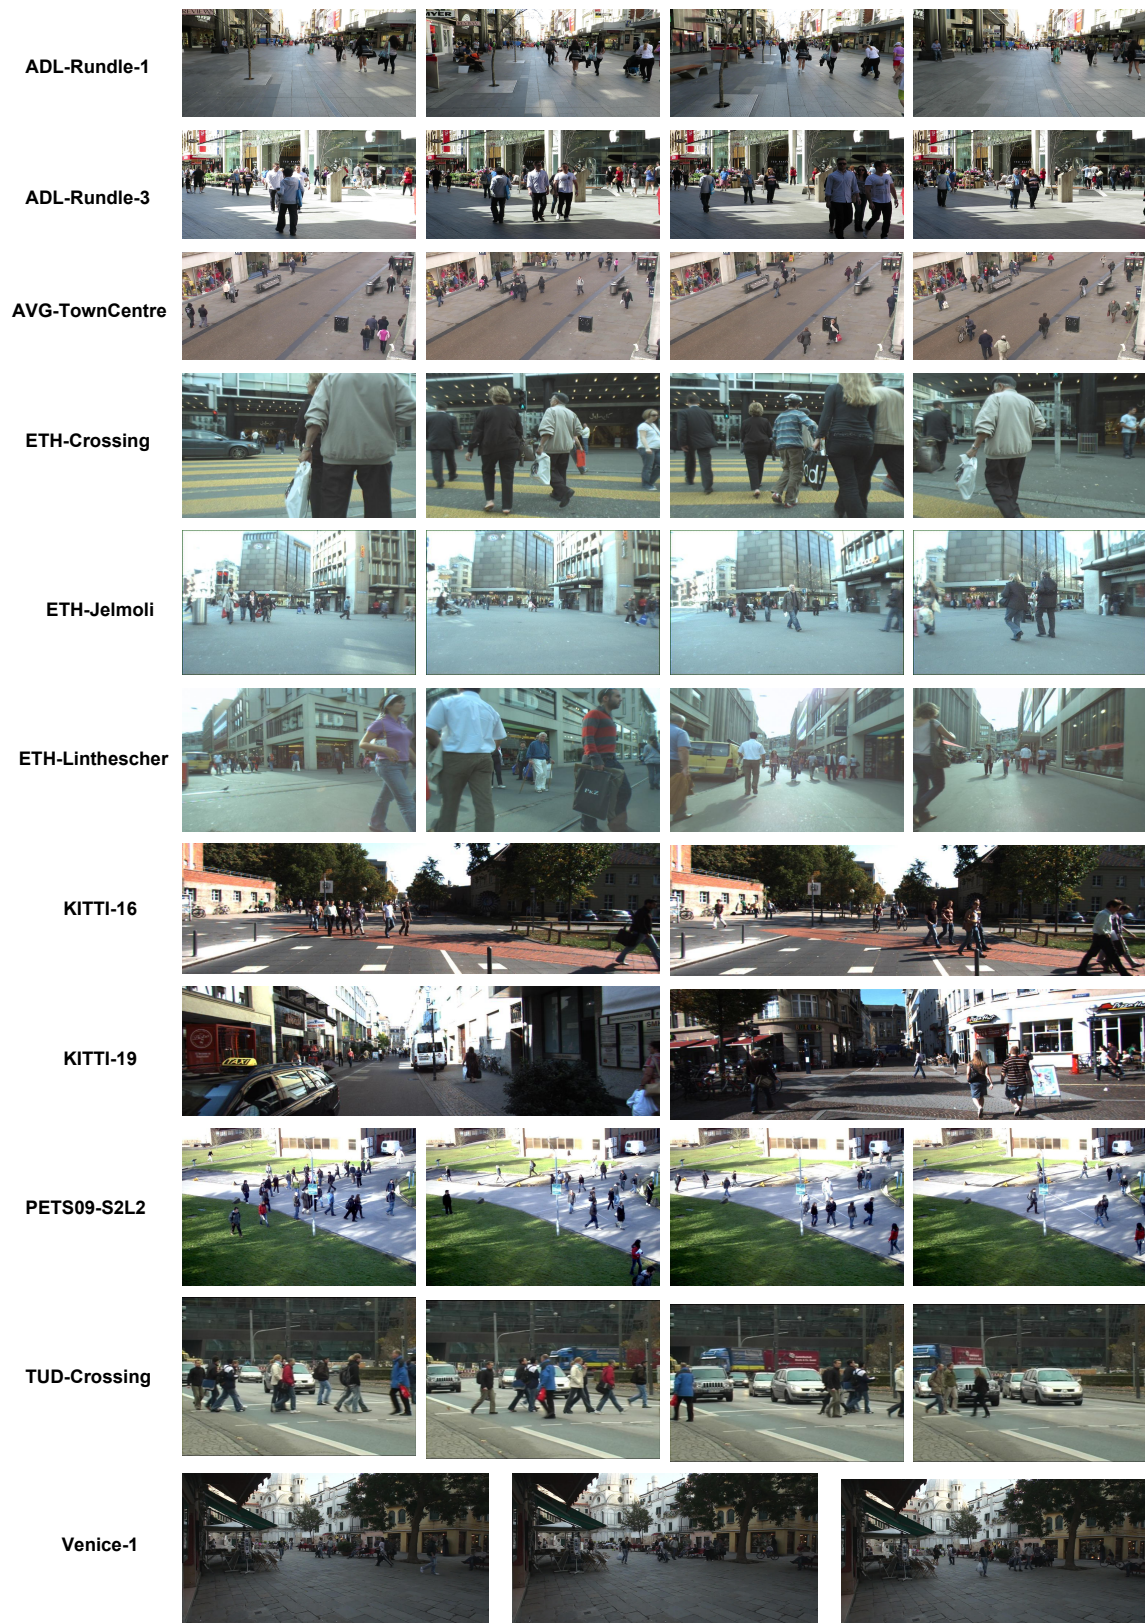 ADL-Rundle-1
ADL-Rundle-3
AVG-TownCentre
ETH-Crossing
ETH-Jelmoli
ETH-Linthescher
KITTI-16
KITTI-19
TAXI
PETS09-S2L2
TUD-Crossing
Venice-1